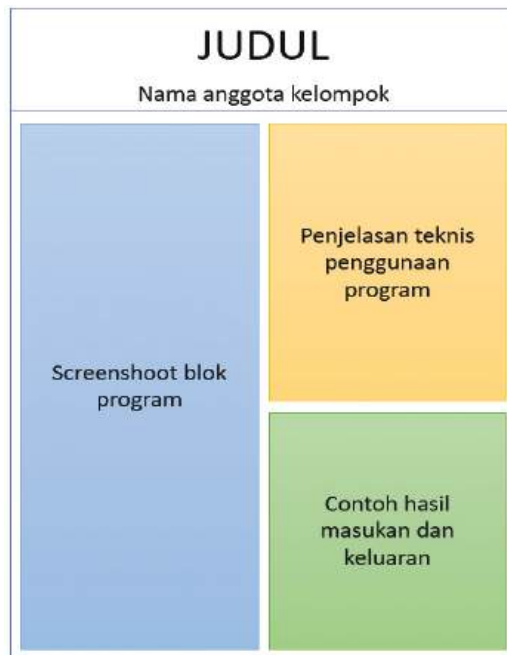 JUDUL
Nama anggota kelompok
Screenshoot blok
program
Penjelasan teknis
penggunaan
program
Contoh hasil
masukan dan
keluaran